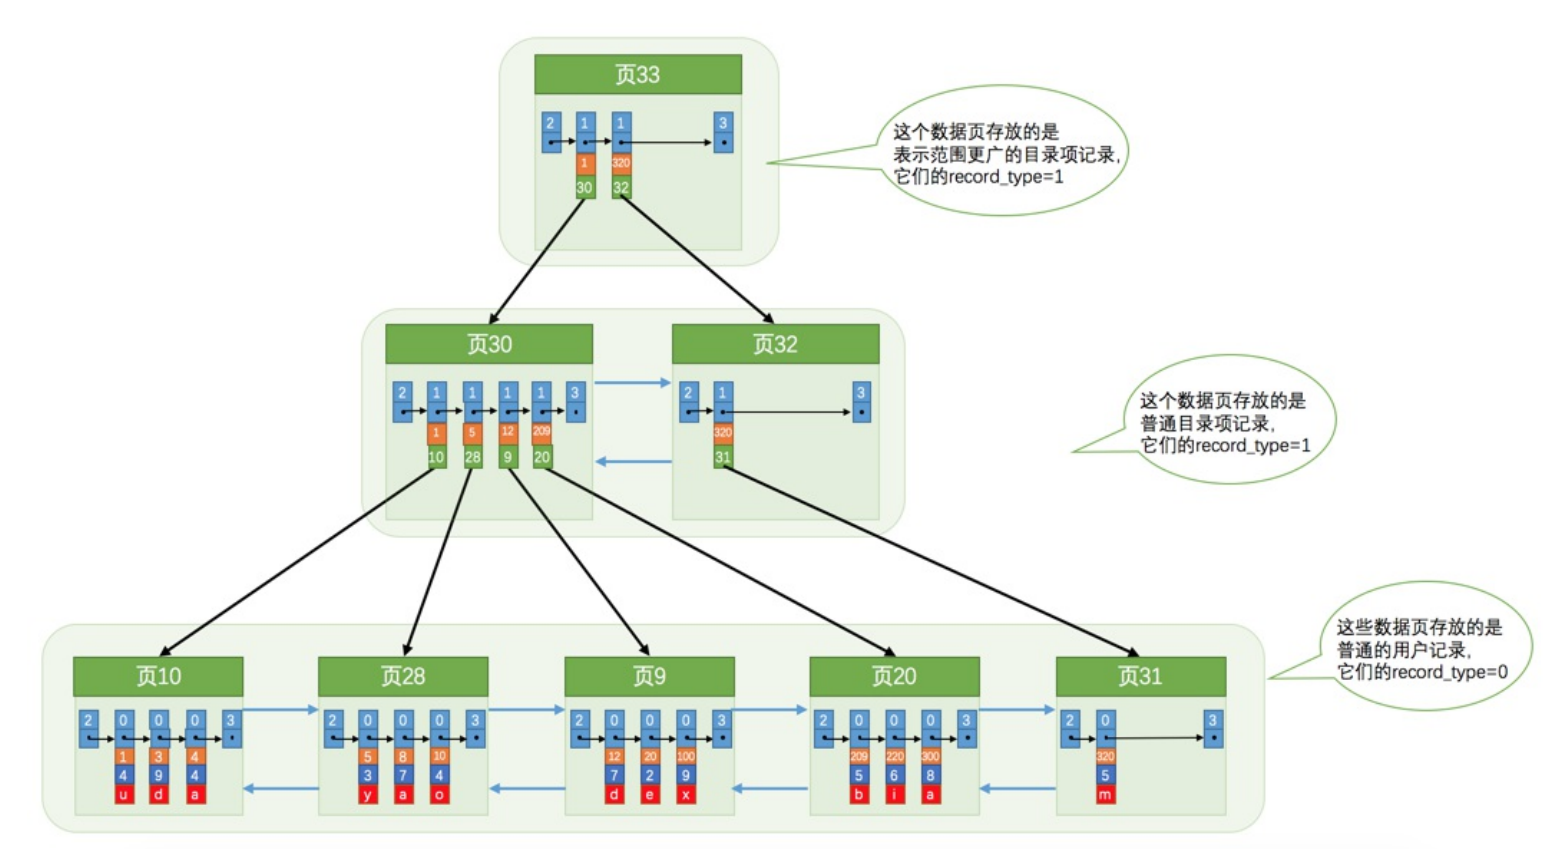 页33
2 1 1 3
1 320
30 32
这个数据页存放的是
表示范围更广的目录项记录，
它们的record_type=1
页30
2 1 1 1 1 3
1 5 12 209
10 28 9 20
页32
2 1 3
320
31
这个数据页存放的是
普通目录项记录，
它们的record_type=1
这些数据页存放的是
普通的用户记录，
它们的record_type=0
页10
2 0 0 0 3
1 3 4
4 9 4
u d a
页28
2 0 0 0 3
5 8 10
3 7 4
y a o
页9
2 0 0 0 3
12 20 100
7 2 9
d e x
页20
2 0 0 0 3
209 220 300
5 6 8
b i a
页31
2 0 3
320
5
m